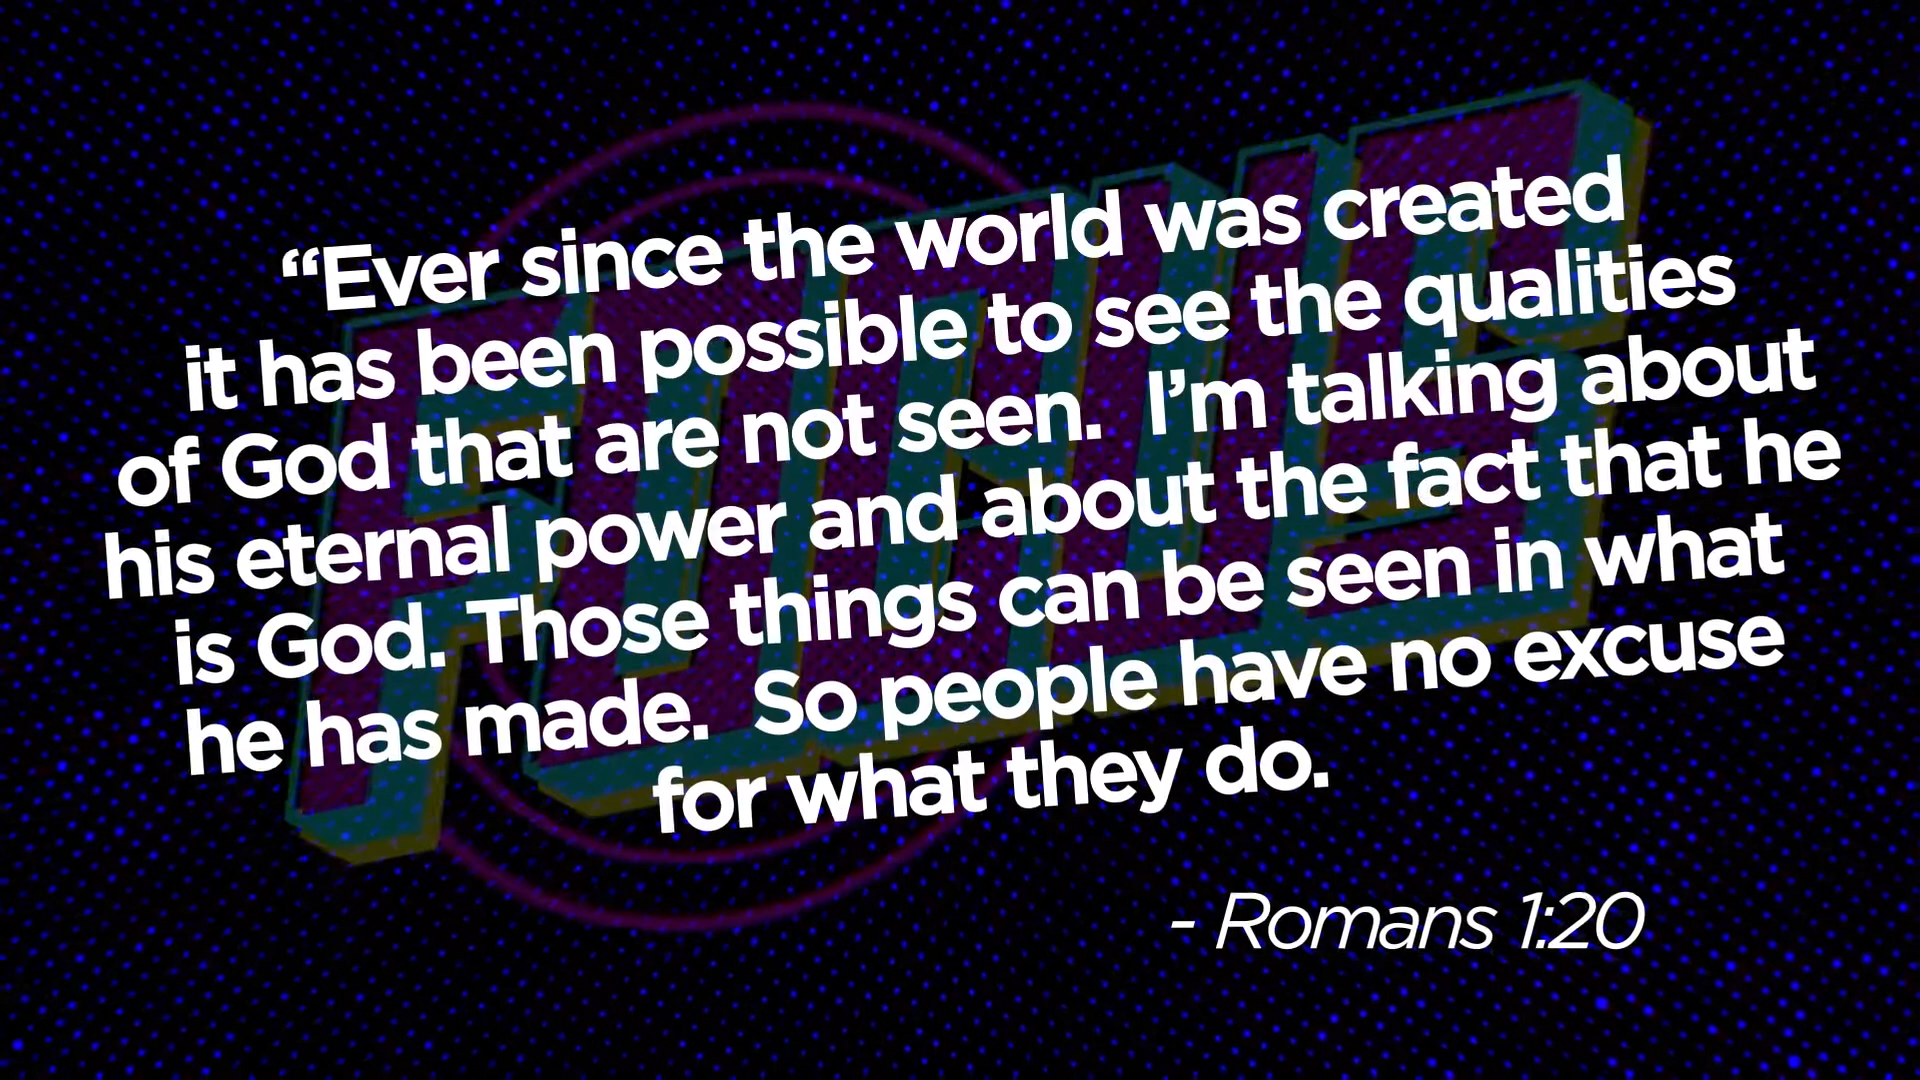 “Ever since the world was created
it has been possible to see the qualities
of God that are not seen.  I’m talking about
his eternal power and about the fact that he
is God. Those things can be seen in what
he has made.  So people have no excuse
for what they do.
- Romans 1:20